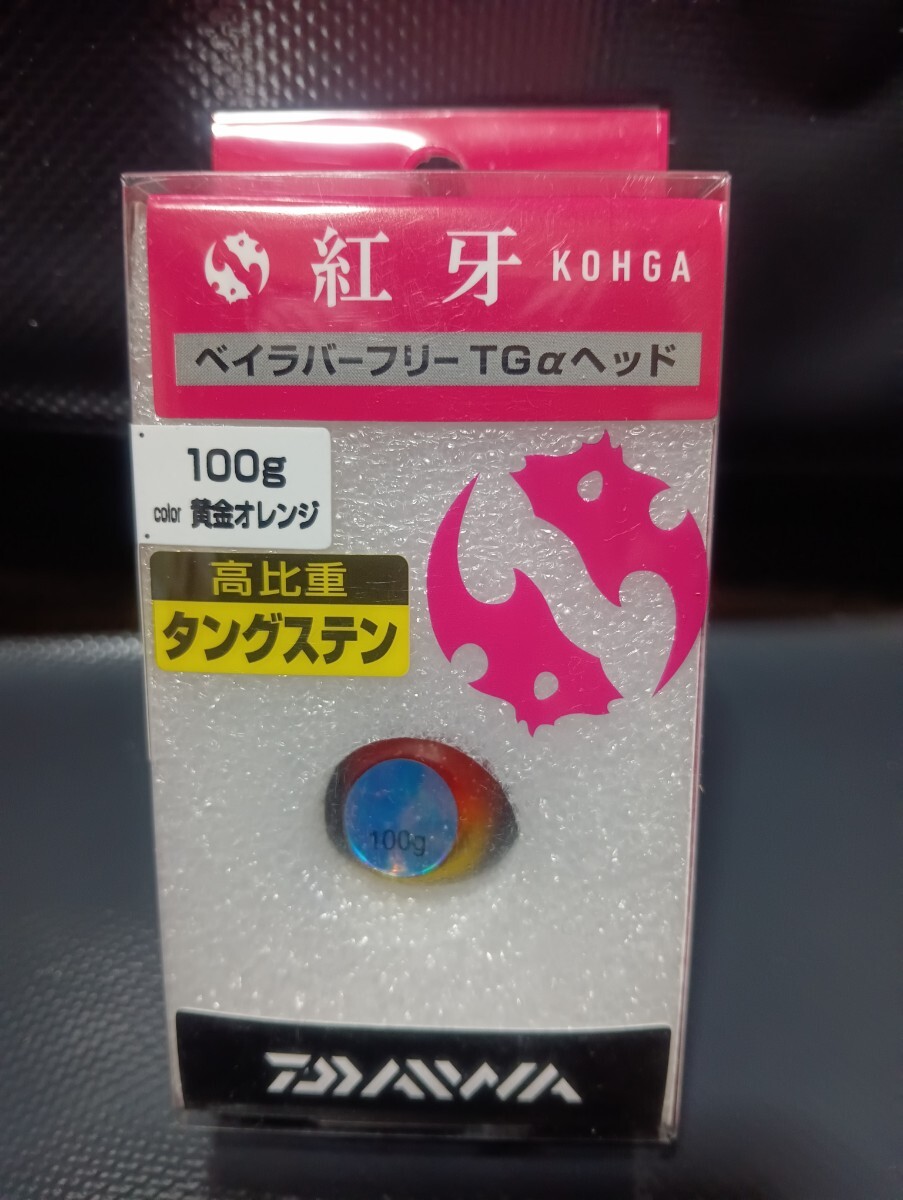 紅牙 KOHGA
ベイラバーフリー TGαヘッド
100g
color 黄金オレンジ
高比重
タングステン
100g
DAIWA